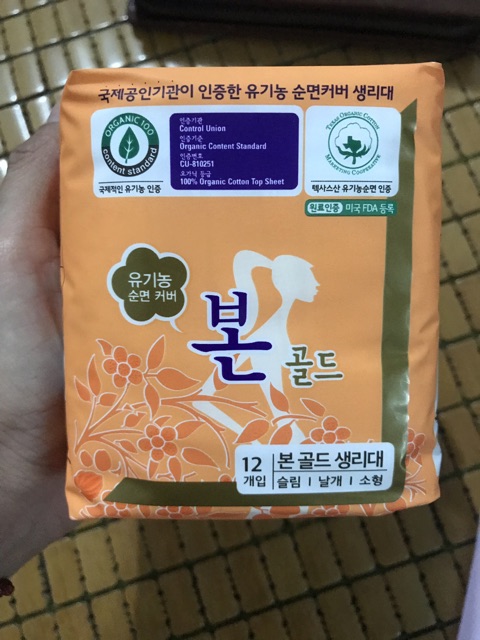 국제공인기관이 인증한 유기농 순면커버 생리대
ORGANIC 100
content standard
국제적인 유기농 인증
인증기관
Control Union
인증기준
Organic Content Standard
인증번호
CU-810251
오가닉 등급
100% Organic Cotton Top Sheet
TEXAS ORGANIC COTTON
MARKETING COOPERATIVE
텍사스산 유기농순면 인증
원료인증 미국 FDA 등록
유기농
순면 커버
본
골드
12
개입
본 골드 생리대
슬림 I 날개 I 소형